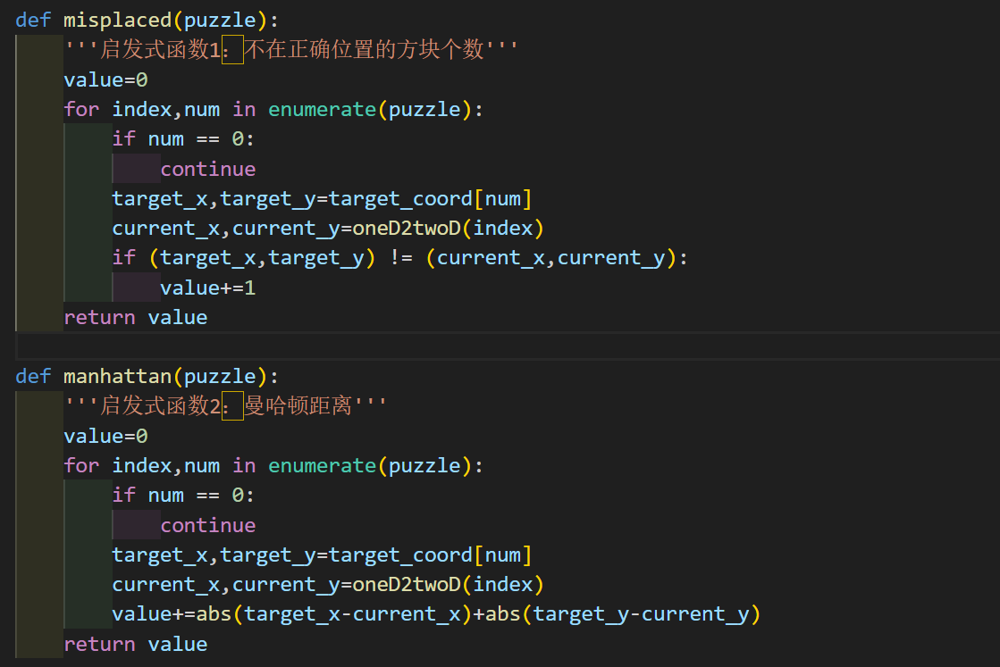 def misplaced(puzzle):
    '''启发式函数1：不在正确位置的方块个数'''
    value=0
    for index,num in enumerate(puzzle):
        if num == 0:
            continue
        target_x,target_y=target_coord[num]
        current_x,current_y=oneD2twoD(index)
        if (target_x,target_y) != (current_x,current_y):
            value+=1
    return value
def manhattan(puzzle):
    '''启发式函数2：曼哈顿距离'''
    value=0
    for index,num in enumerate(puzzle):
        if num == 0:
            continue
        target_x,target_y=target_coord[num]
        current_x,current_y=oneD2twoD(index)
        value+=abs(target_x-current_x)+abs(target_y-current_y)
    return value